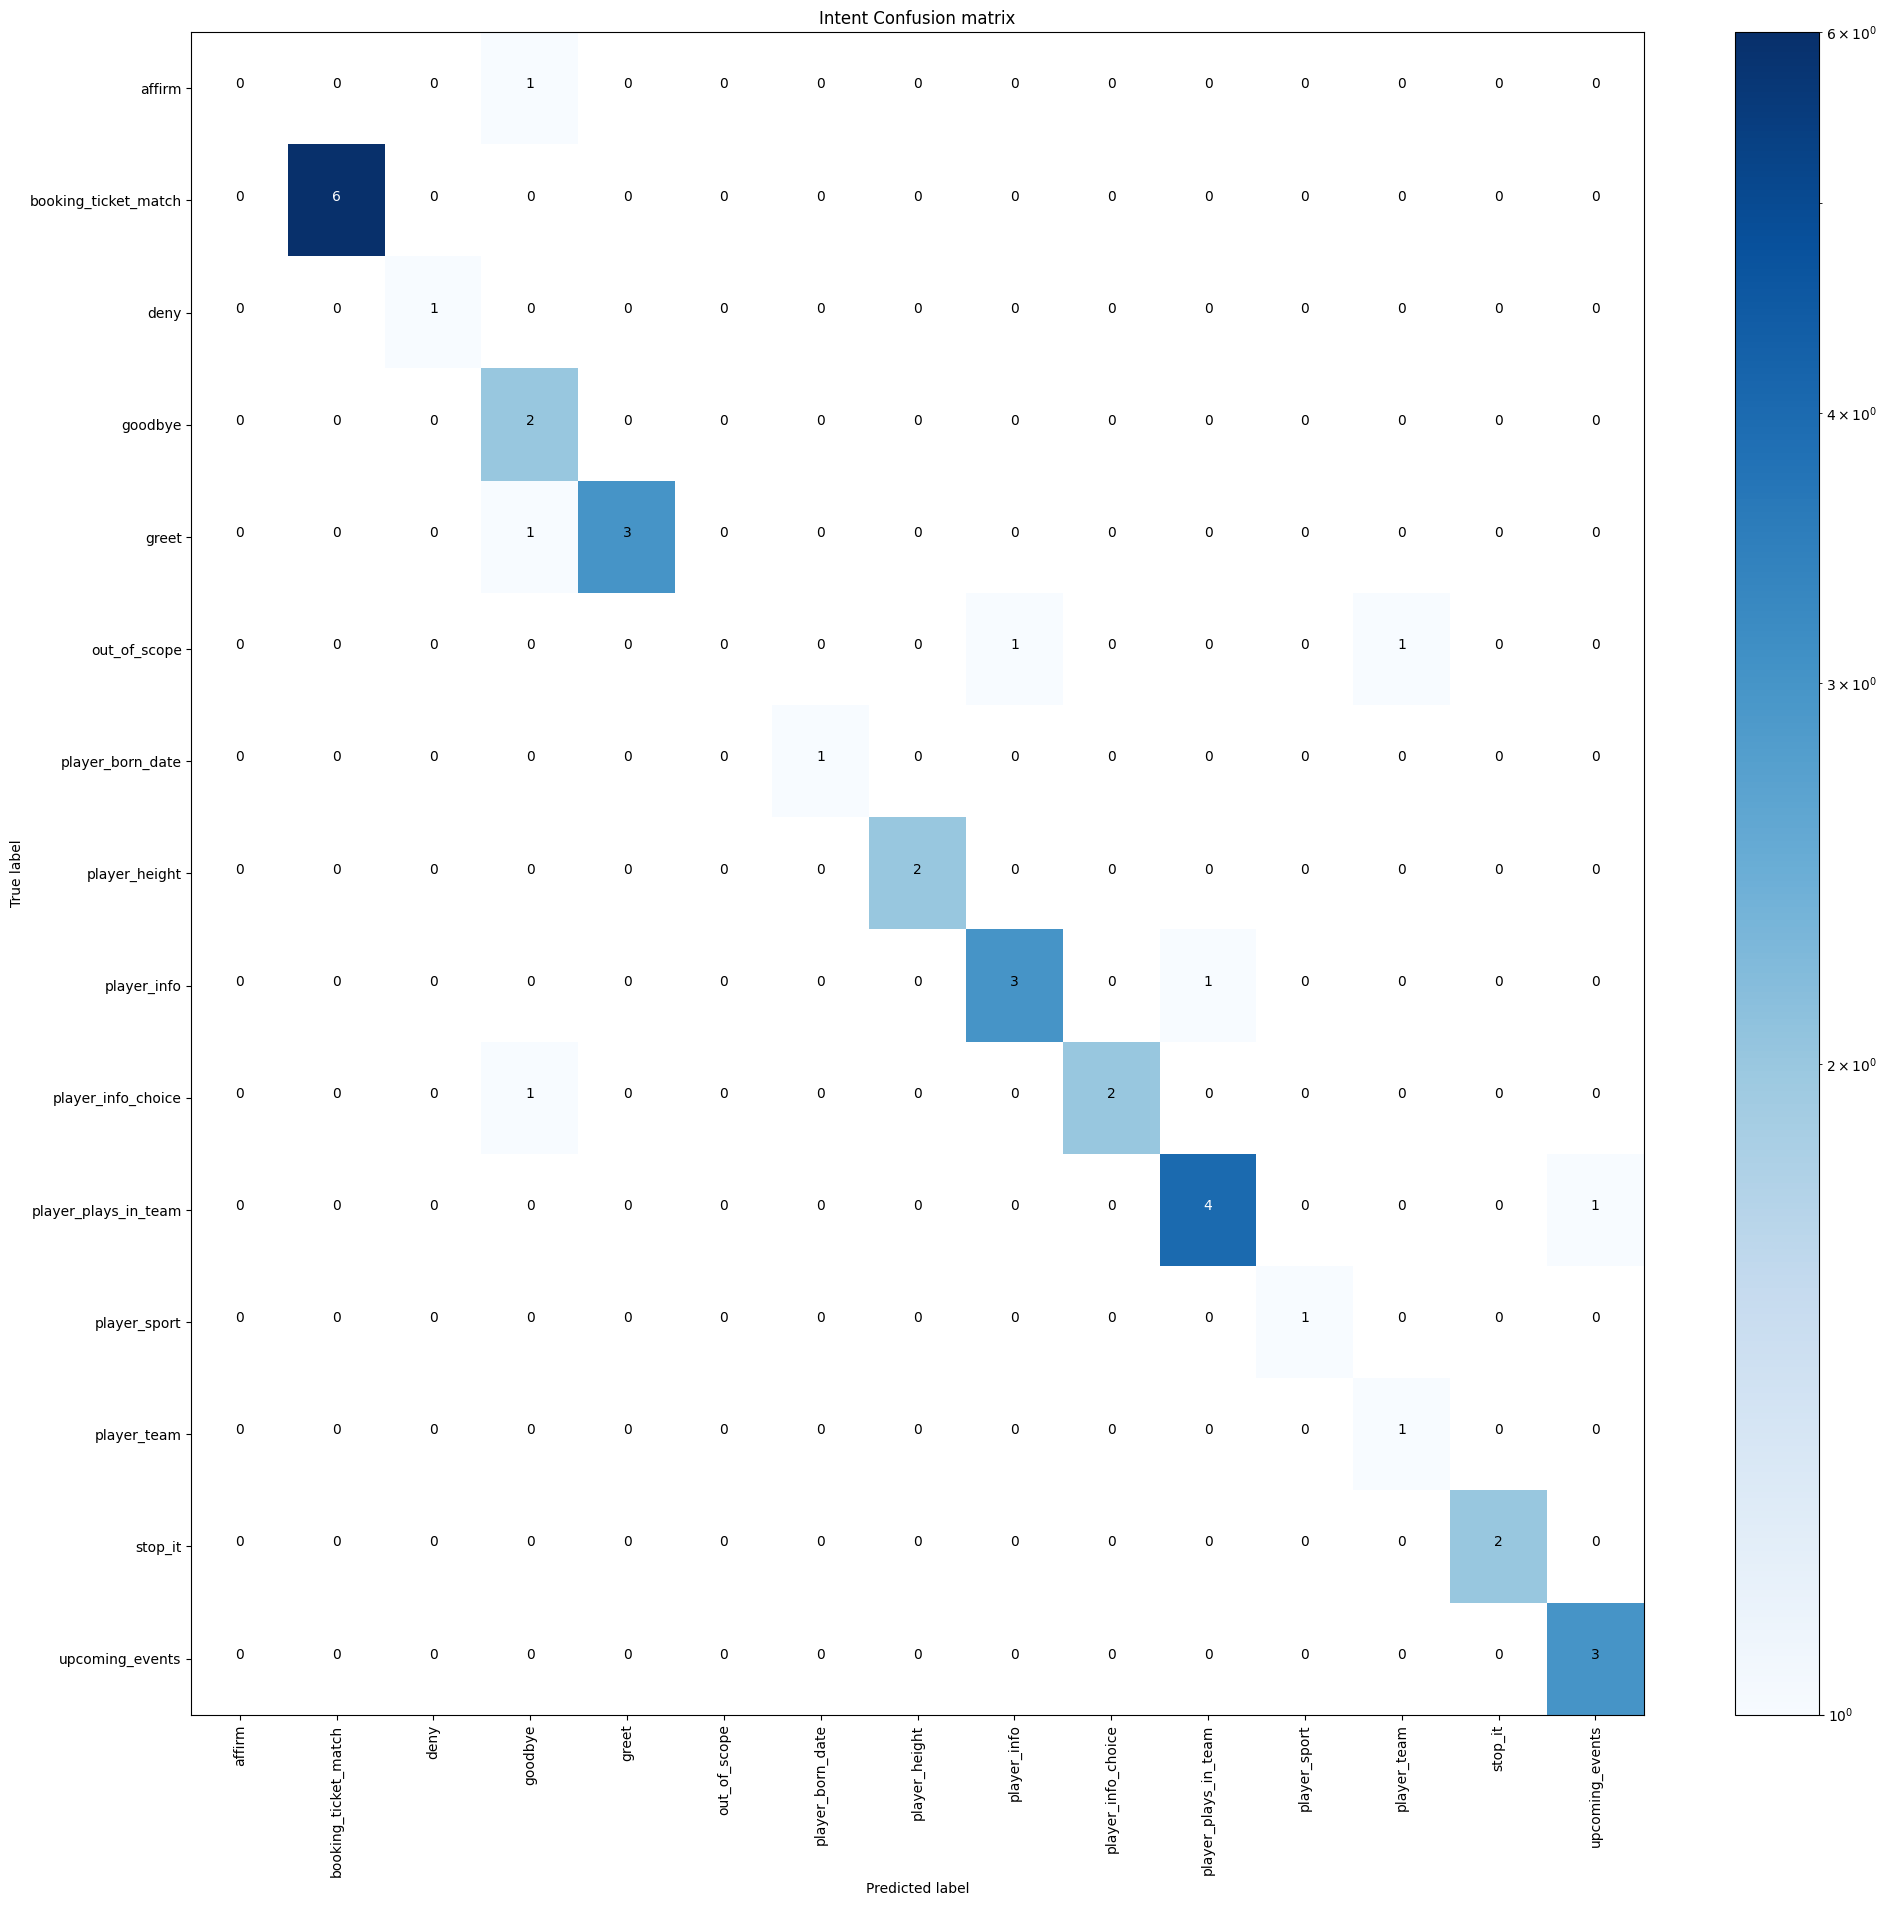 Intent Confusion matrix
True label
affirm 0 0 0 1 0 0 0 0 0 0 0 0 0 0 0
booking_ticket_match 0 6 0 0 0 0 0 0 0 0 0 0 0 0 0
deny 0 0 1 0 0 0 0 0 0 0 0 0 0 0 0
goodbye 0 0 0 2 0 0 0 0 0 0 0 0 0 0 0
greet 0 0 0 1 3 0 0 0 0 0 0 0 0 0 0
out_of_scope 0 0 0 0 0 0 0 0 1 0 0 0 1 0 0
player_born_date 0 0 0 0 0 0 1 0 0 0 0 0 0 0 0
player_height 0 0 0 0 0 0 0 2 0 0 0 0 0 0 0
player_info 0 0 0 0 0 0 0 0 3 0 1 0 0 0 0
player_info_choice 0 0 0 1 0 0 0 0 0 2 0 0 0 0 0
player_plays_in_team 0 0 0 0 0 0 0 0 0 0 4 0 0 0 1
player_sport 0 0 0 0 0 0 0 0 0 0 0 1 0 0 0
player_team 0 0 0 0 0 0 0 0 0 0 0 0 1 0 0
stop_it 0 0 0 0 0 0 0 0 0 0 0 0 0 2 0
upcoming_events 0 0 0 0 0 0 0 0 0 0 0 0 0 0 3
affirm
booking_ticket_match
deny
goodbye
greet
out_of_scope
player_born_date
player_height
player_info
player_info_choice
player_plays_in_team
player_sport
player_team
stop_it
upcoming_events
Predicted label
6 × 10⁰
4 × 10⁰
3 × 10⁰
2 × 10⁰
10⁰